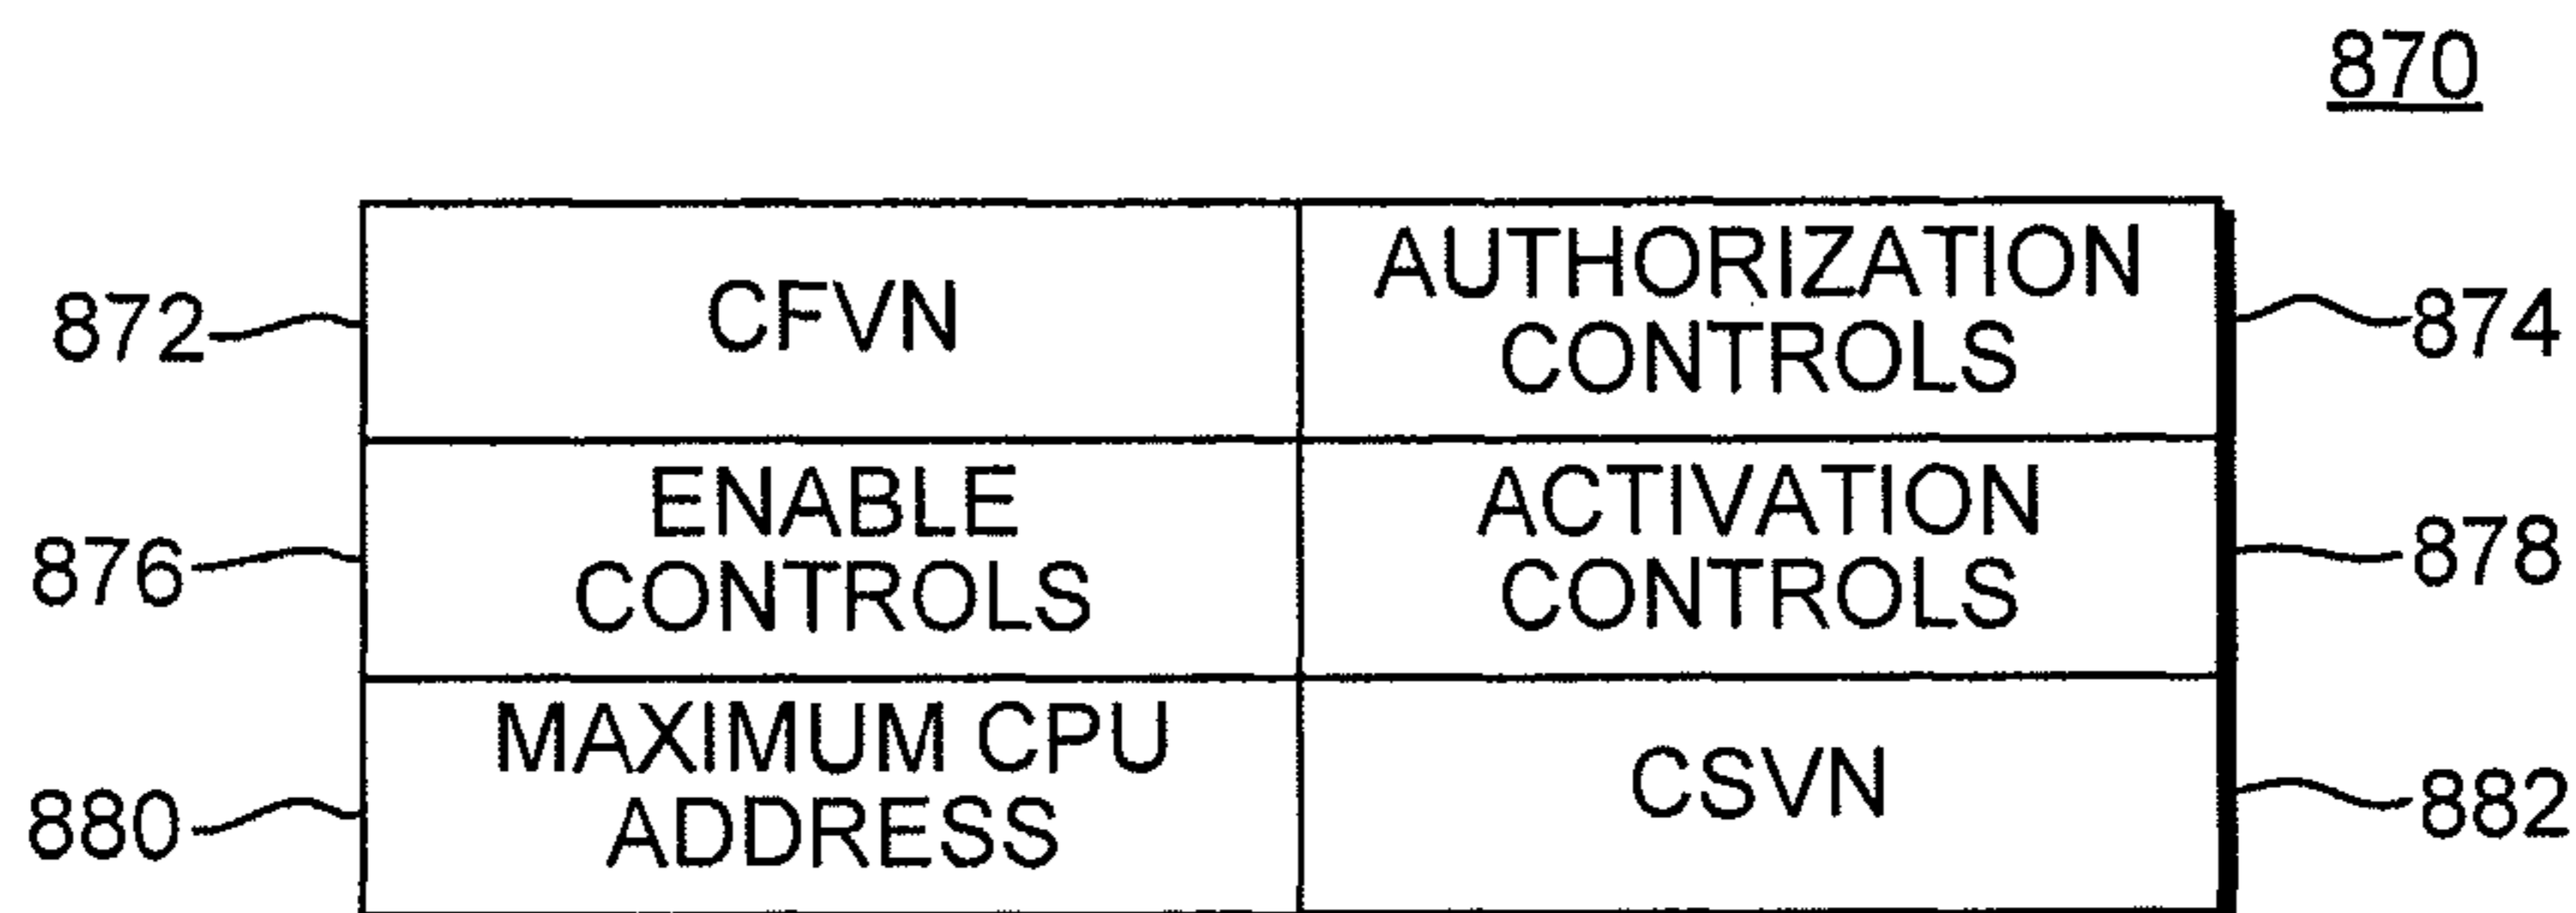 870
872
CFVN
AUTHORIZATION
CONTROLS
874
876
ENABLE
CONTROLS
ACTIVATION
CONTROLS
878
880
MAXIMUM CPU
ADDRESS
CSVN
882